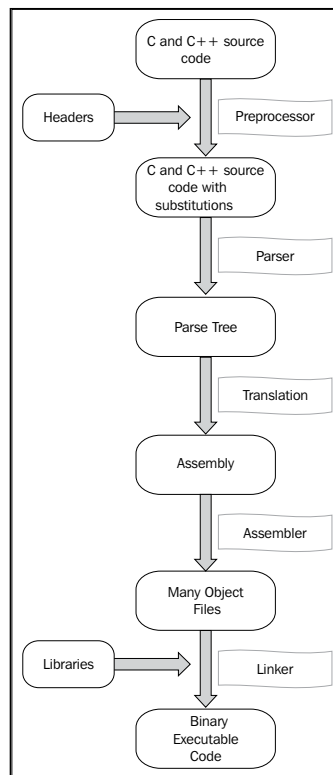 C and C++ source
code
Headers
Preprocessor
C and C++ source
code with
substitutions
Parser
Parse Tree
Translation
Assembly
Assembler
Many Object
Files
Libraries
Linker
Binary
Executable
Code